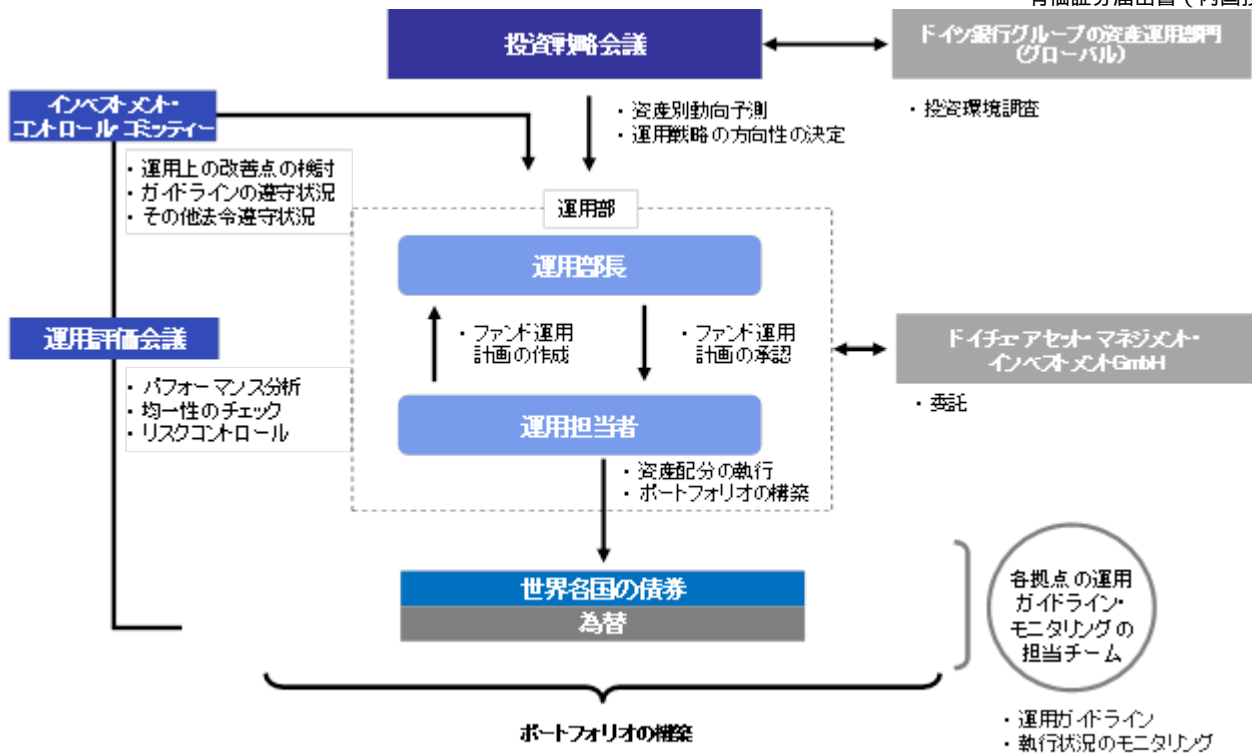 投資戦略会議
ドイツ銀行グループの資産運用部門
(グローバル)
・投資環境調査
・資産別動向予測
・運用戦略の方向性の決定
インベストメント・
コントロール・コミッティー
・運用上の改善点の検討
・ガイドラインの遵守状況
・その他法令遵守状況
運用部
運用部長
・ファンド運用
計画の作成
・ファンド運用
計画の承認
運用評価会議
・パフォーマンス分析
・均一性のチェック
・リスクコントロール
ドイチェ・アセット・マネジメント・
インベストメントGmbH
・委託
運用担当者
・資産配分の執行
・ポートフォリオの構築
世界各国の債券
為替
各拠点の運用
ガイドライン・
モニタリングの
担当チーム
・運用ガイドライン
・執行状況のモニタリング
ポートフォリオの構築